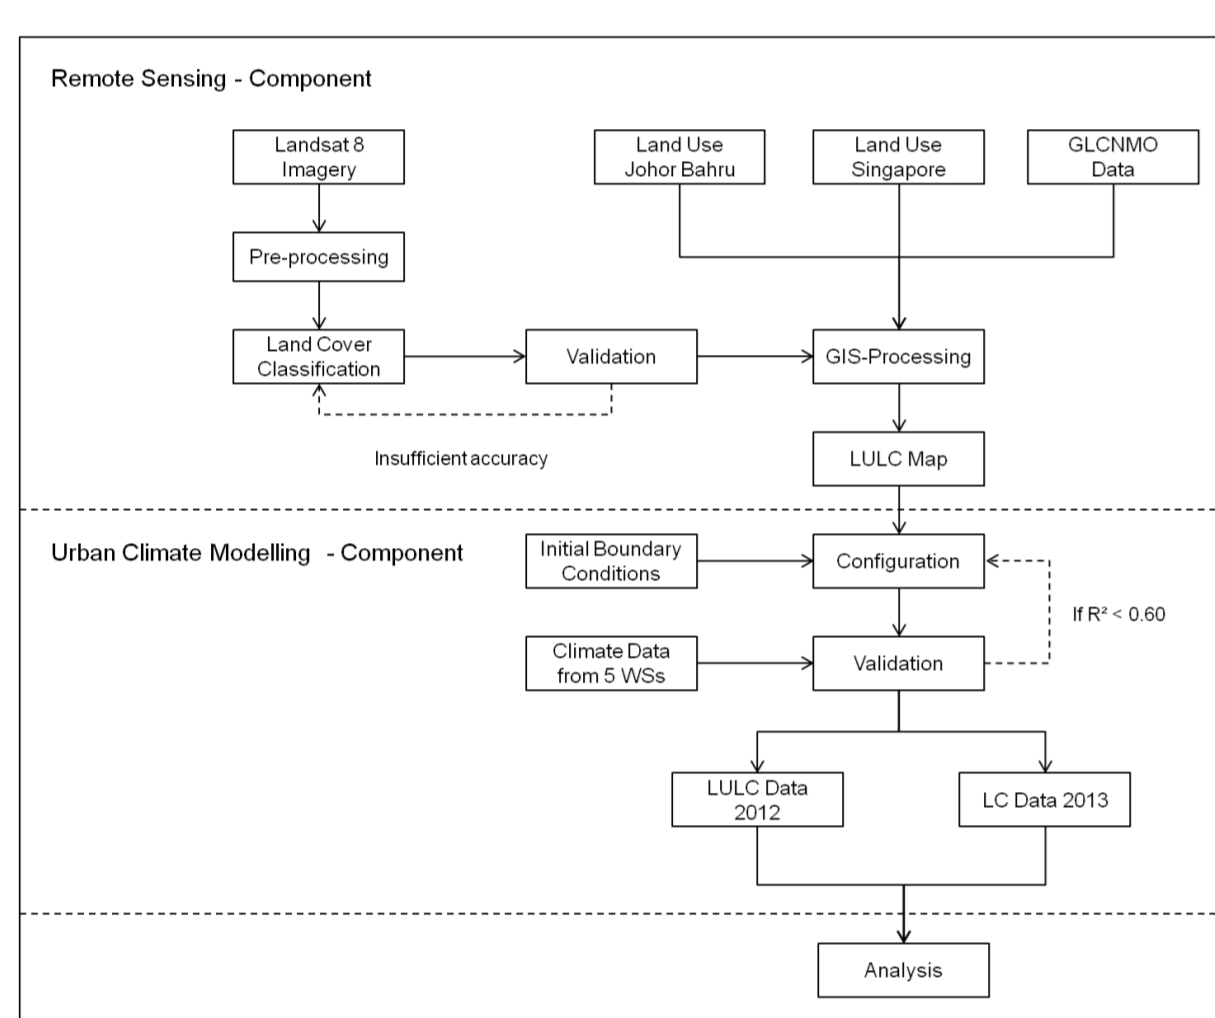 Remote Sensing - Component
Landsat 8
Imagery
Land Use
Johor Bahru
Land Use
Singapore
GLCNMO
Data
Pre-processing
Land Cover
Classification
Validation
GIS-Processing
Insufficient accuracy
LULC Map
Urban Climate Modelling - Component
Initial Boundary
Conditions
Configuration
If R² < 0.60
Climate Data
from 5 WSs
Validation
LULC Data
2012
LC Data 2013
Analysis